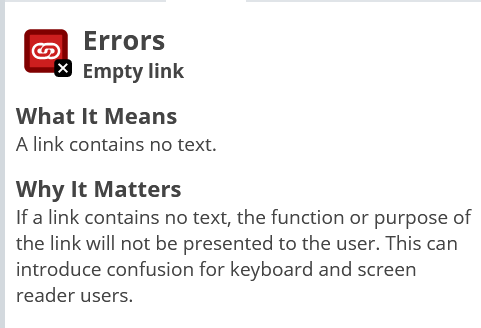 Errors
Empty link
What It Means
A link contains no text.
Why It Matters
If a link contains no text, the function or purpose of
the link will not be presented to the user. This can
introduce confusion for keyboard and screen
reader users.